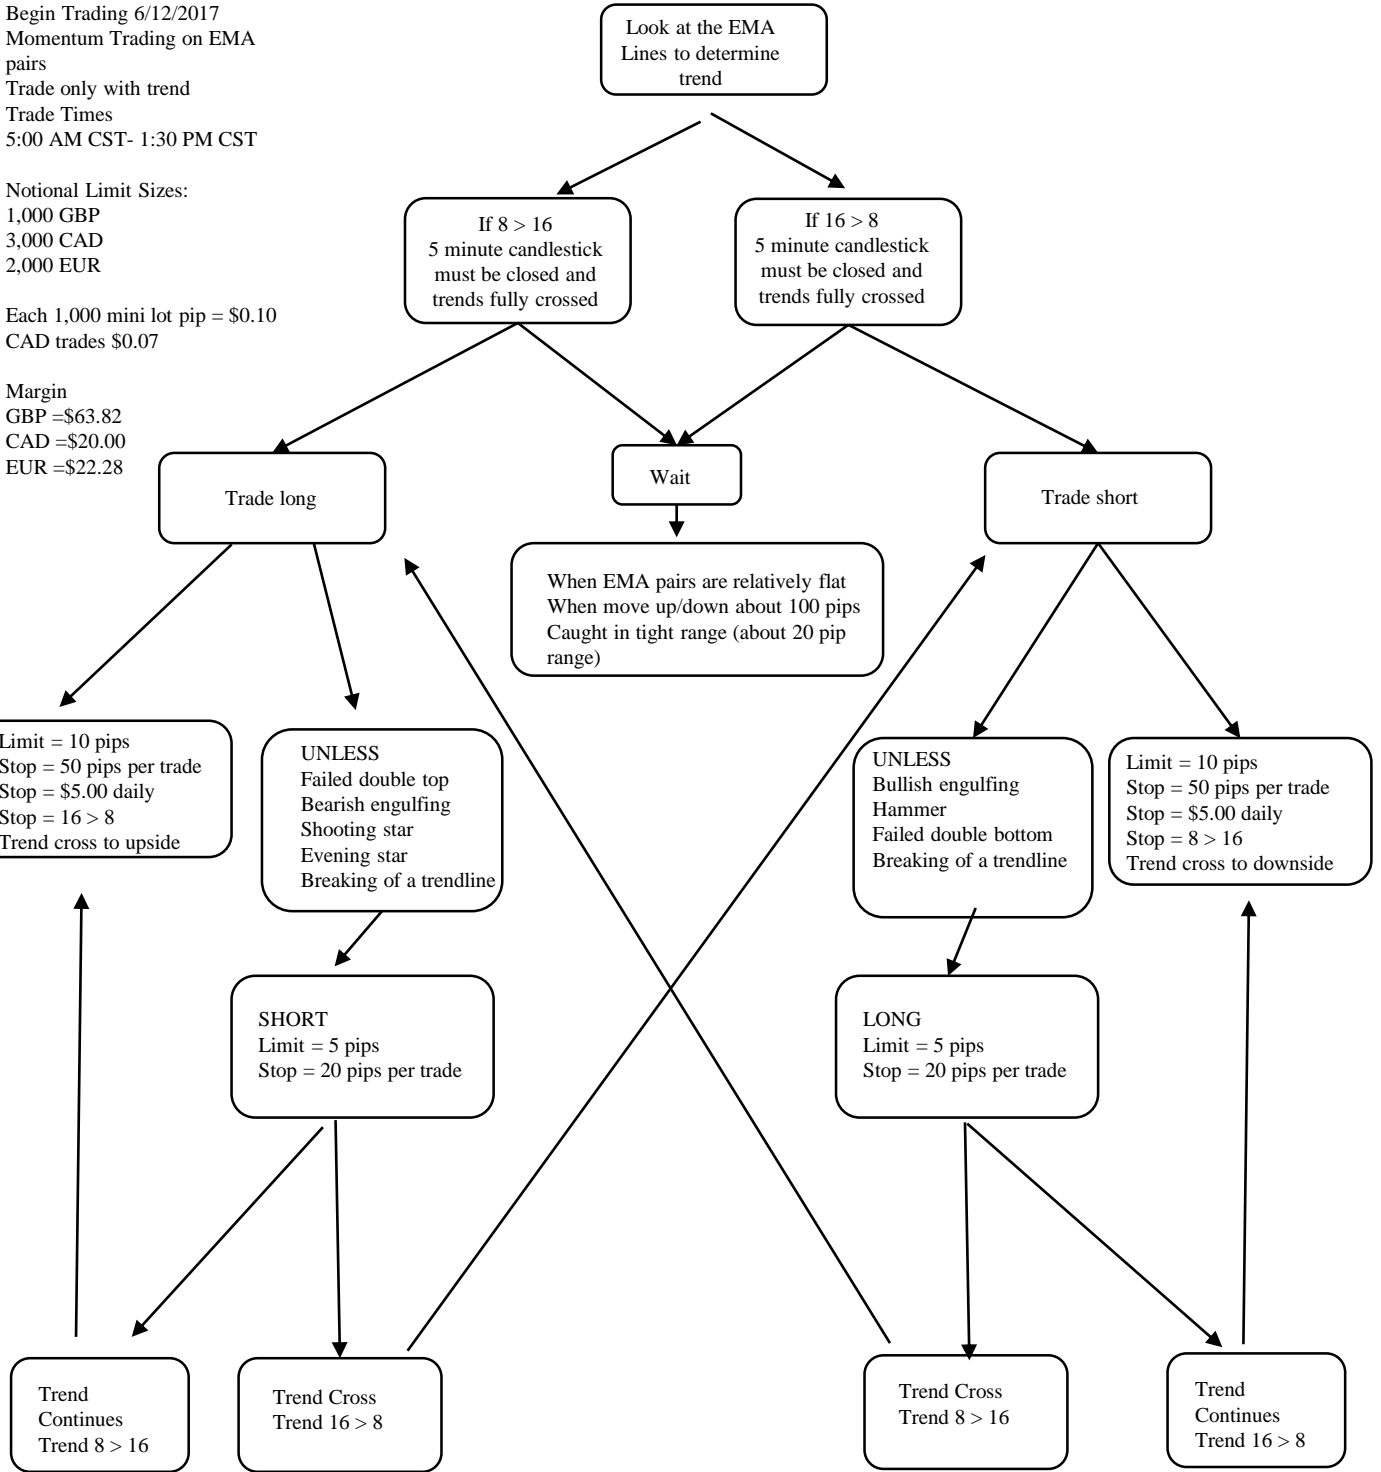 Begin Trading 6/12/2017
Momentum Trading on EMA
pairs
Trade only with trend
Trade Times
5:00 AM CST- 1:30 PM CST
Notional Limit Sizes:
1,000 GBP
3,000 CAD
2,000 EUR
Each 1,000 mini lot pip = $0.10
CAD trades $0.07
Margin
GBP =$63.82
CAD =$20.00
EUR =$22.28
Look at the EMA
Lines to determine
trend
If 8 > 16
5 minute candlestick
must be closed and
trends fully crossed
If 16 > 8
5 minute candlestick
must be closed and
trends fully crossed
Trade long
Wait
Trade short
When EMA pairs are relatively flat
When move up/down about 100 pips
Caught in tight range (about 20 pip
range)
Limit = 10 pips
Stop = 50 pips per trade
Stop = $5.00 daily
Stop = 16 > 8
Trend cross to upside
UNLESS
Failed double top
Bearish engulfing
Shooting star
Evening star
Breaking of a trendline
UNLESS
Bullish engulfing
Hammer
Failed double bottom
Breaking of a trendline
Limit = 10 pips
Stop = 50 pips per trade
Stop = $5.00 daily
Stop = 8 > 16
Trend cross to downside
SHORT
Limit = 5 pips
Stop = 20 pips per trade
LONG
Limit = 5 pips
Stop = 20 pips per trade
Trend
Continues
Trend 8 > 16
Trend Cross
Trend 16 > 8
Trend Cross
Trend 8 > 16
Trend
Continues
Trend 16 > 8